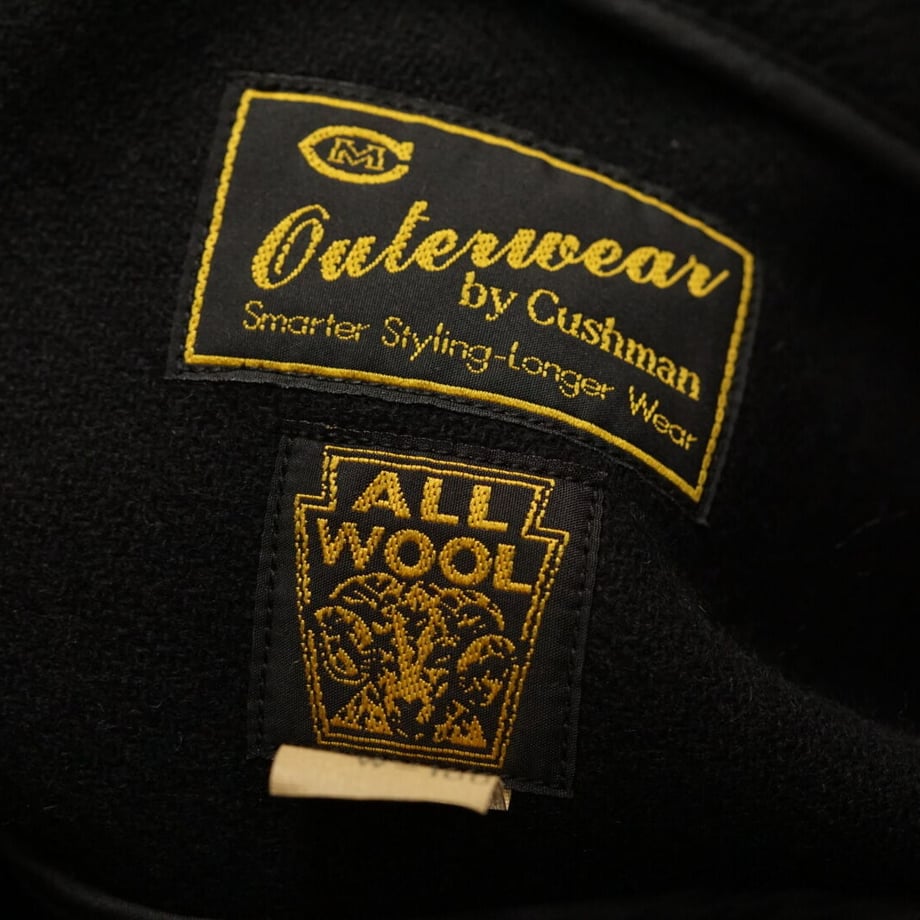 CM
Outerwear
by Cushman
Smarter Styling-Longer Wear
ALL
WOOL